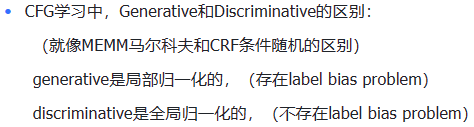 • CFG学习中，Generative和Discriminative的区别：
（就像MEMM马尔科夫和CRF条件随机的区别）
generative是局部归一化的，（存在label bias problem）
discriminative是全局归一化的，（不存在label bias problem）